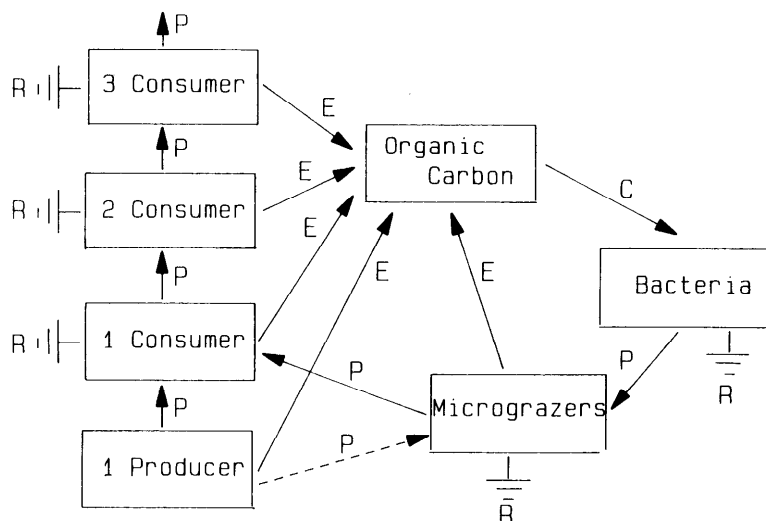 P
R
3 Consumer
E
P
Organic
Carbon
R
2 Consumer
E
C
P
E
E
E
Bacteria
R
1 Consumer
P
P
R
P
Micrograzers
1 Producer
P
R